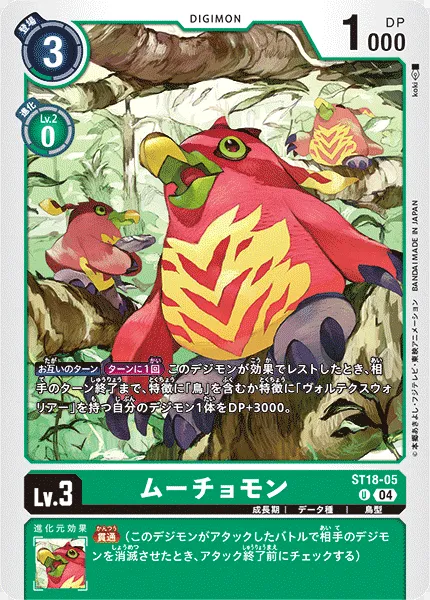 DIGIMON
登場
3
DP
1000
進化
Lv.2
0
koki
©本郷あきよし・フジテレビ・東映アニメーション BANDAI MADE IN JAPAN
お互いのターン ターンに1回 このデジモンが効果でレストしたとき、相
手のターン終了まで、特徴に「鳥」を含むか特徴に「ヴォルテクスウォ
リアー」を持つ自分のデジモン1体をDP+3000。
ST18-05
Lv.3
ムーチョモン
U 04
成長期 | データ種 | 鳥型
進化元効果
貫通 (このデジモンがアタックしたバトルで相手のデジモ
ンを消滅させたとき、アタック終了前にチェックする)